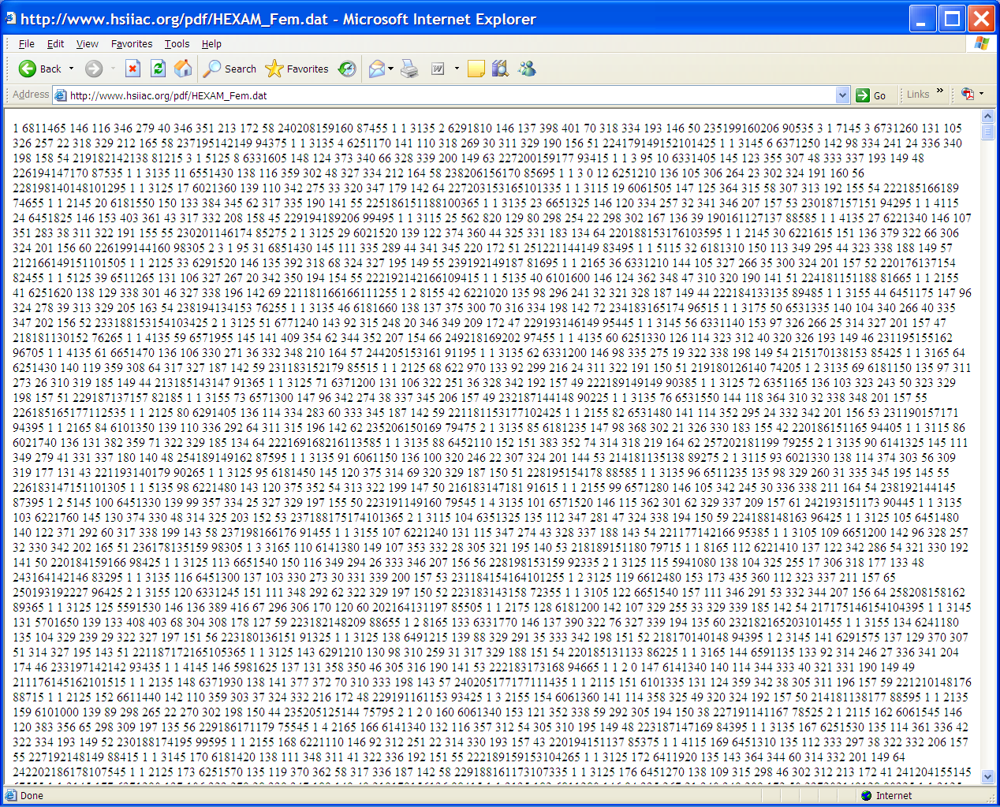 http://www.hsiiac.org/pdf/HEXAM_Fem.dat - Microsoft Internet Explorer
File Edit View Favorites Tools Help
Back Search Favorites
Address http://www.hsiiac.org/pdf/HEXAM_Fem.dat Go Links »
1 6811465 146 116 346 279 40 346 351 213 172 58 240208159160 87455 1 1 3135 2 6291810 146 137 398 401 70 318 334 193 146 50 235199160206 90535 3 1 7145 3 6731260 131 105
326 257 22 318 329 212 165 58 237195142149 94375 1 1 3135 4 6251170 141 110 318 269 30 311 329 190 156 51 224179149152101425 1 1 3145 6 6371250 142 98 334 241 24 336 340
198 158 54 219182142138 81215 3 1 5125 8 6331605 148 124 373 340 66 328 339 200 149 63 227200159177 93415 1 1 3 95 10 6331405 145 123 355 307 48 333 337 193 149 48
226194147170 87535 1 1 3135 11 6551430 138 116 359 302 48 327 334 212 164 58 238206156170 85695 1 1 3 0 12 6251210 136 105 306 264 23 302 324 191 160 56
228198140148101295 1 1 3125 17 6021360 139 110 342 275 33 320 347 179 142 64 227203153165101335 1 1 3115 19 6061505 147 125 364 315 58 307 313 192 155 54 222185166189
74655 1 1 2145 20 6181550 150 133 384 345 62 317 335 190 141 55 225186151188100365 1 1 3135 23 6651325 146 120 334 257 32 341 346 207 157 53 230187157151 94295 1 1 4115
24 6451825 146 153 403 361 43 317 332 208 158 45 229194189206 99495 1 1 3115 25 562 820 129 80 298 254 22 298 302 167 136 39 190161127137 88585 1 1 4135 27 6221340 146 107
351 283 38 311 322 191 155 55 230201146174 85275 2 1 3125 29 6021520 139 122 374 360 44 325 331 183 134 64 220188153176103595 1 1 2145 30 6221615 151 136 379 322 66 306
324 201 156 60 226199144160 98305 2 3 1 95 31 6851430 145 111 335 289 44 341 345 220 172 51 251221144149 83495 1 1 5115 32 6181310 150 113 349 295 44 323 338 188 149 57
212166149151101505 1 1 2125 33 6291520 146 135 392 318 68 324 327 195 149 55 239192149187 81695 1 1 2165 36 6331210 144 105 327 266 35 300 324 201 157 52 220176137154
82455 1 1 5125 39 6511265 131 106 327 267 20 342 350 194 154 55 222192142166109415 1 1 5135 40 6101600 146 124 362 348 47 310 320 190 141 51 224181151188 81665 1 1 2155
41 6251620 138 129 338 301 46 327 338 196 142 69 221181166166111255 1 2 8155 42 6221020 135 98 296 241 32 321 328 187 149 44 222184133135 89485 1 1 3155 44 6451175 147 96
324 278 39 313 329 205 163 54 238194134153 76255 1 1 3135 46 6181660 138 137 375 300 70 316 334 198 142 72 234183165174 96515 1 1 3175 50 6531335 140 104 340 266 40 335
347 202 156 52 233188153154103425 2 1 3125 51 6771240 143 92 315 248 20 346 349 209 172 47 229193146149 95445 1 1 3145 56 6331140 153 97 326 266 25 314 327 201 157 47
218181130152 76265 1 1 4135 59 6571955 145 141 409 354 62 344 352 207 154 66 249218169202 97455 1 1 4135 60 6251330 126 114 323 312 40 320 326 193 149 46 231195155162
96705 1 1 4135 61 6651470 136 106 330 271 36 332 348 210 164 57 244205153161 91195 1 1 3135 62 6331200 146 98 335 275 19 322 338 198 149 54 215170138153 85425 1 1 3165 64
6251430 140 119 359 308 64 317 327 187 142 59 231183152179 85515 1 1 2125 68 622 970 133 92 299 216 24 311 322 191 150 51 219180126140 74205 1 2 3135 69 6181150 135 97 311
273 26 310 319 185 149 44 213185143147 91365 1 1 3125 71 6371200 131 106 322 251 36 328 342 192 157 49 222189149149 90385 1 1 3125 72 6351165 136 103 323 243 50 323 329
198 157 51 229187137157 82185 1 1 3155 73 6571300 147 96 342 274 38 337 345 206 157 49 232187144148 90225 1 1 3135 76 6531550 144 118 364 310 32 338 348 201 157 55
226185165177112535 1 1 2125 80 6291405 136 114 334 283 60 333 345 187 142 59 221181153177102425 1 1 2155 82 6531480 141 114 352 295 24 332 342 201 156 53 231190157171
94395 1 1 2165 84 6101350 139 110 336 292 64 311 315 196 142 62 235206150169 79475 2 1 3135 85 6181235 147 98 368 302 21 326 330 183 155 42 220186151165 94405 1 1 3115 86
6021740 136 131 382 359 71 322 329 185 134 64 222169168216113585 1 1 3135 88 6452110 152 151 383 352 74 314 318 219 164 62 257202181199 79255 2 1 3135 90 6141325 145 111
349 279 41 331 337 180 140 48 254189149162 87595 1 1 3135 91 6061150 136 100 320 246 22 307 324 201 144 53 214181135138 89275 2 1 3115 93 6021330 138 114 374 303 56 309
319 177 131 43 221193140179 90265 1 1 3125 95 6181450 145 120 375 314 69 320 329 187 150 51 228195154178 88585 1 1 3135 96 6511235 135 98 329 260 31 335 345 195 145 55
226183147151101305 1 1 5135 98 6221480 143 120 375 352 54 313 322 199 147 50 216183147181 91615 1 1 2155 99 6571280 146 105 342 245 30 336 338 211 164 54 238192144145
87395 1 2 5145 100 6451330 139 99 357 334 25 327 329 197 155 50 223191149160 79545 1 4 3135 101 6571520 146 115 362 301 62 329 337 209 157 61 242193151173 90445 1 1 3135
103 6221760 145 130 374 330 48 314 325 203 152 53 237188175174101365 2 1 3115 104 6351325 135 112 347 281 47 324 338 194 150 59 224188148163 96425 1 1 3125 105 6451480
140 122 371 292 60 317 338 199 143 58 237198166176 91455 1 1 3155 107 6221240 131 115 347 274 43 328 337 188 143 54 221177142166 95385 1 1 3105 109 6651200 142 96 328 257
32 330 342 202 165 51 236178135159 98305 1 3 3165 110 6141380 149 107 353 332 28 305 321 195 140 53 218189151180 79715 1 1 8165 112 6221410 137 122 342 286 54 321 330 192
141 50 220184159166 98425 1 1 3125 113 6651540 150 116 349 294 26 333 346 207 156 56 228198153159 92335 2 1 3125 115 5941080 138 104 325 255 17 306 318 177 133 48
243164142146 83295 1 1 3135 116 6451300 137 103 330 273 30 331 339 200 157 53 231184154164101255 1 2 3125 119 6612480 153 173 435 360 112 323 337 211 157 65
250193192227 96425 2 1 3155 120 6331245 151 111 348 292 62 322 329 197 150 52 223183143158 72355 1 1 3105 122 6651540 157 111 346 291 53 332 344 207 156 64 258208158162
89365 1 1 3125 125 5591530 146 136 389 416 67 296 306 170 120 60 202164131197 85505 1 1 2175 128 6181200 142 107 329 255 33 329 339 185 142 54 217175146154104395 1 1 3145
131 5701650 139 133 408 403 68 304 308 178 127 59 223182148209 88655 1 2 8165 133 6331770 146 137 390 322 76 327 339 194 135 60 232182165203101455 1 1 3155 134 6241180
135 104 329 239 29 322 327 197 151 56 223180136151 91325 1 1 3125 138 6491215 139 88 329 291 35 333 342 198 151 52 218170140148 94395 1 2 3145 141 6291575 137 129 370 307
51 314 327 195 143 51 221187172165105365 1 1 3125 143 6291210 130 98 310 259 31 317 329 188 151 54 220185131133 86225 1 1 3165 144 6591135 133 92 314 246 27 336 341 204
174 46 233197142142 93435 1 1 4145 146 5981625 137 131 358 350 46 305 316 190 141 53 222183173168 94665 1 1 2 0 147 6141340 140 114 344 333 40 321 331 190 149 49
211176145162101515 1 1 2135 148 6371930 138 141 377 372 70 310 333 198 143 57 240205177177111435 1 1 2115 151 6101335 131 124 359 342 38 305 311 196 157 59 221210148176
88715 1 1 2125 152 6611440 142 110 359 303 37 324 332 216 172 48 229191161153 93425 1 3 2155 154 6061360 141 114 358 325 49 320 324 192 157 50 214181138177 88595 1 1 2135
159 6101000 139 89 298 265 22 270 302 198 150 44 235205125144 75795 2 1 2 0 160 6061340 153 121 352 338 59 292 305 194 150 38 227191141167 78525 2 1 2115 162 6061545 146
120 383 356 65 298 309 197 135 56 229186171179 75545 1 4 2165 166 6141340 132 116 357 312 54 305 310 195 149 48 223187147169 84395 1 1 3135 167 6251530 135 114 361 336 42
322 334 193 149 52 230188174195 99595 1 1 2155 168 6221110 146 92 312 251 22 314 330 193 157 43 220194151137 85375 1 1 4115 169 6451310 135 112 333 297 38 322 332 206 157
55 227192148149 88415 1 1 3145 170 6181420 138 111 348 311 41 322 336 192 151 55 222189159153104265 1 1 3125 172 6411920 135 143 364 344 60 314 332 201 149 64
242202186178107545 1 1 2125 173 6251570 135 119 370 362 58 317 336 187 142 58 229188161173107335 1 1 3125 176 6451270 138 109 315 298 46 302 312 213 172 41 241204155145
Done Internet